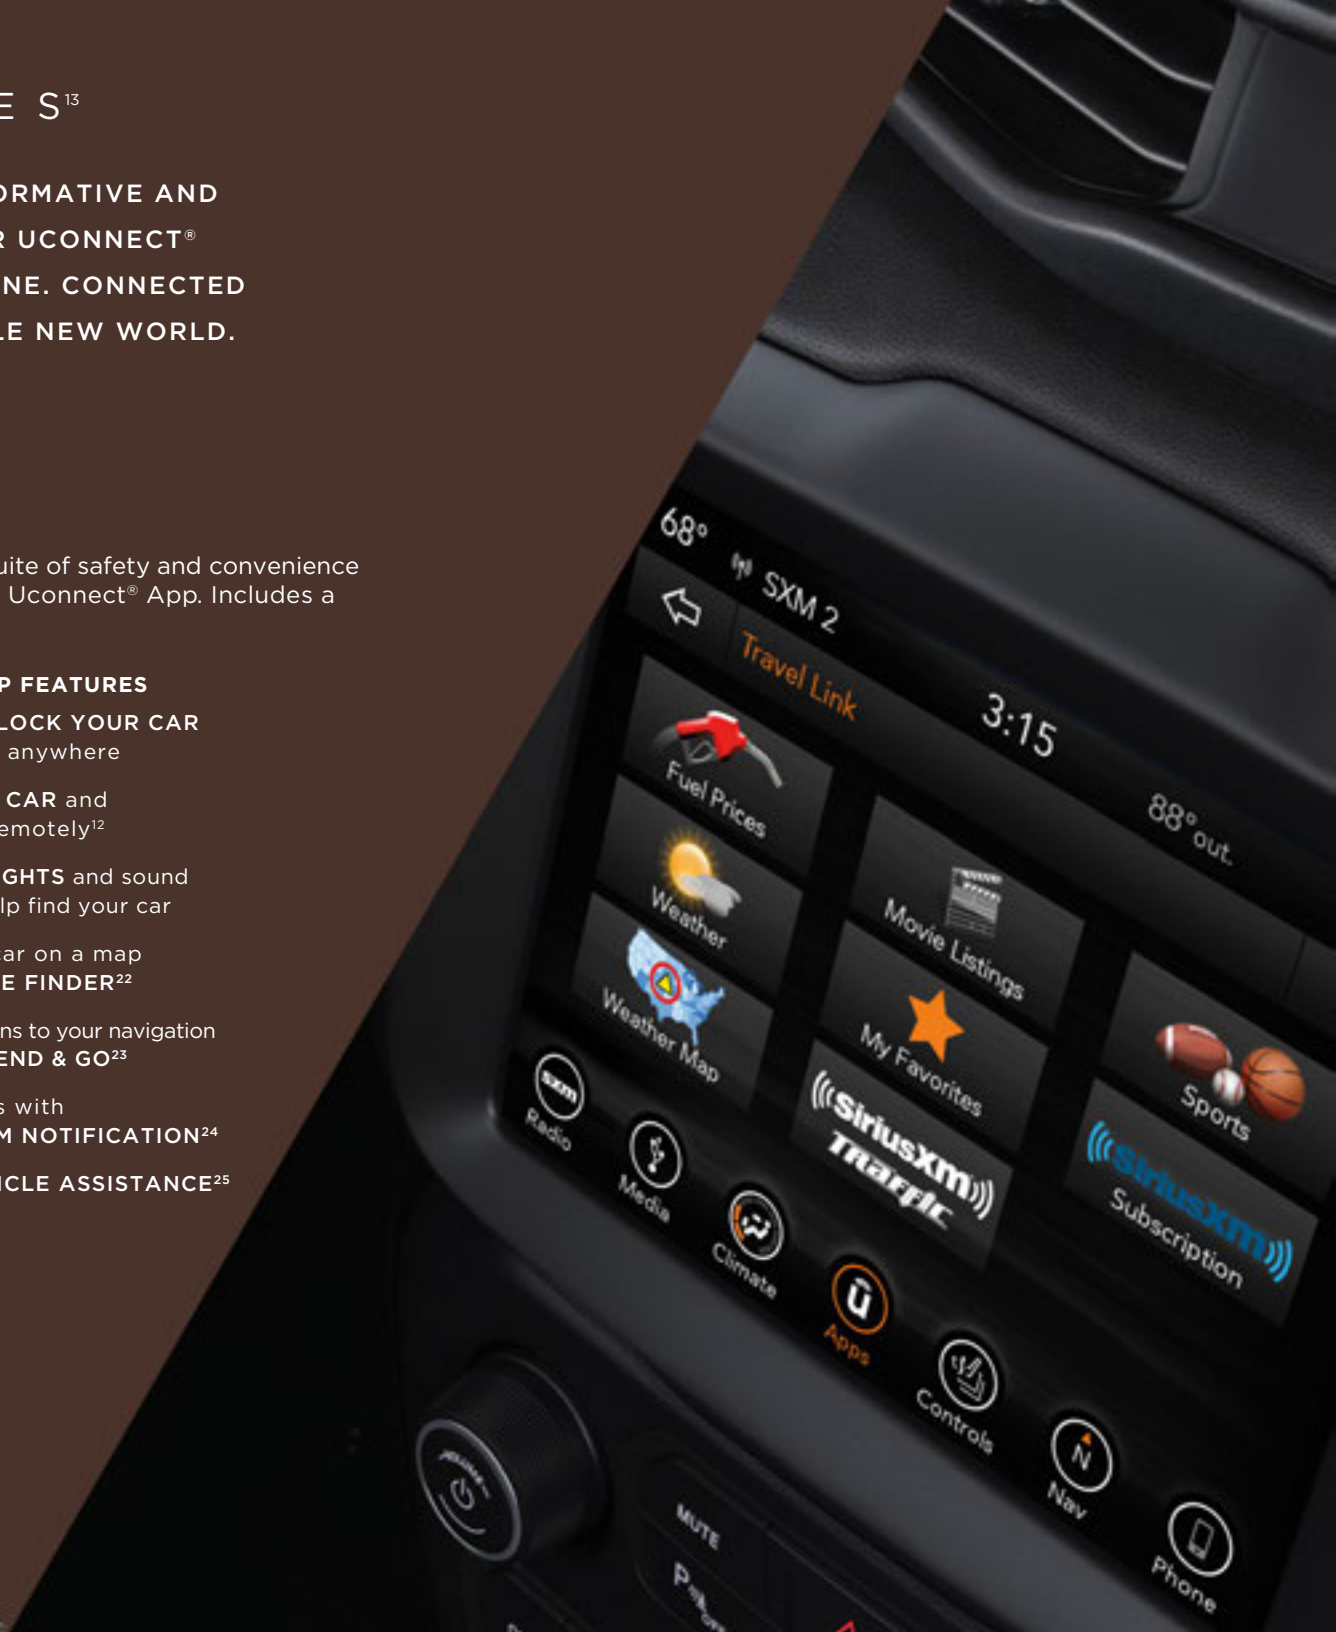 E S13
ORMATIVE AND
R UCONNECT®
NE. CONNECTED
LE NEW WORLD.
uite of safety and convenience
Uconnect® App. Includes a
P FEATURES
LOCK YOUR CAR
anywhere
CAR and
emotely12
GHTS and sound
lp find your car
car on a map
E FINDER22
ns to your navigation
END & GO23
s with
M NOTIFICATION24
ICLE ASSISTANCE25
68°
SXM 2
3:15
88° out.
Travel Link
Fuel Prices
Movie Listings
Sports
Weather
My Favorites
SiriusXM
Subscription
Weather Map
SiriusXM
Traffic
sxm
Radio
Media
Climate
Apps
Controls
N
Nav
Phone
MUTE
P
OFF